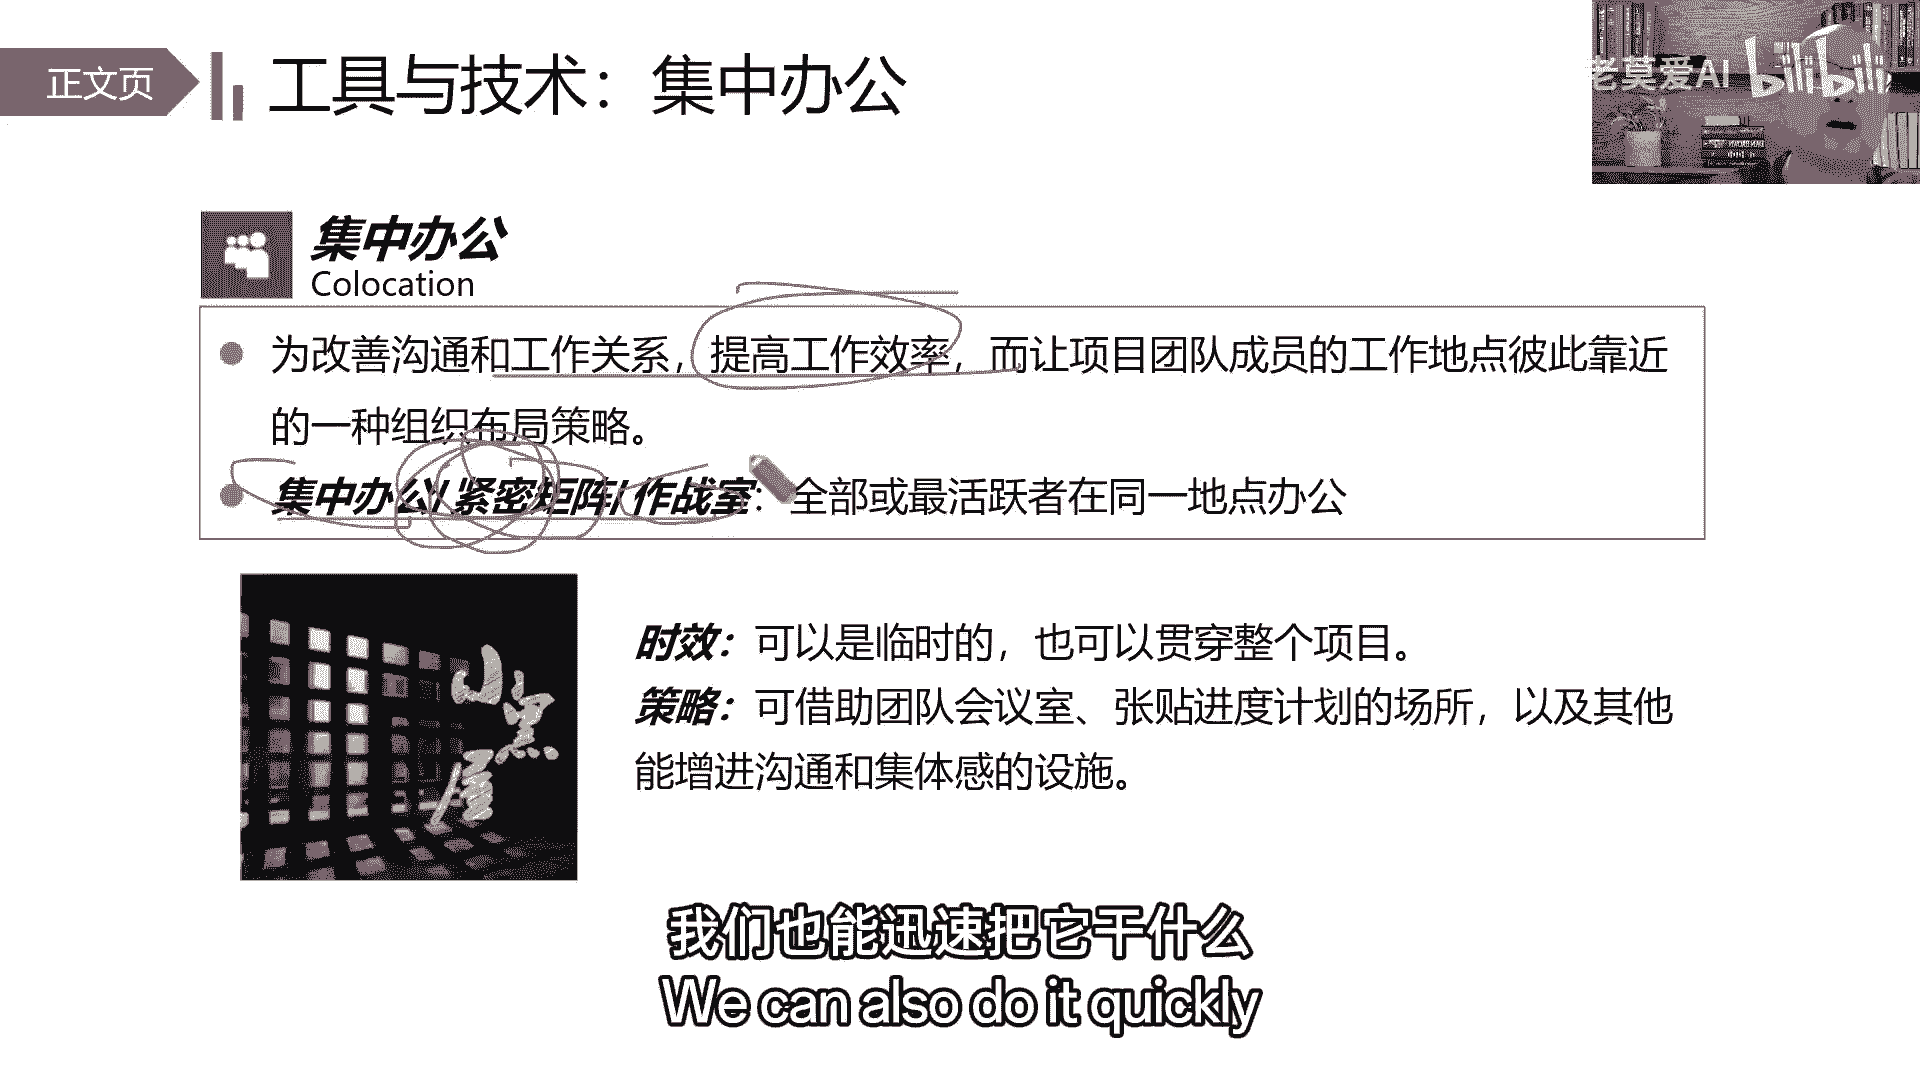 正文页
工具与技术：集中办公
老莫爱AI
bilibili
集中办公
Colocation
为改善沟通和工作关系，提高工作效率，而让项目团队成员的工作地点彼此靠近
的一种组织布局策略。
集中办公/紧密矩阵/作战室：全部或最活跃者在同一地点办公
小黑屋
时效：可以是临时的，也可以贯穿整个项目。
策略：可借助团队会议室、张贴进度计划的场所，以及其他
能增进沟通和集体感的设施。
我们也能迅速把它干什么
We can also do it quickly